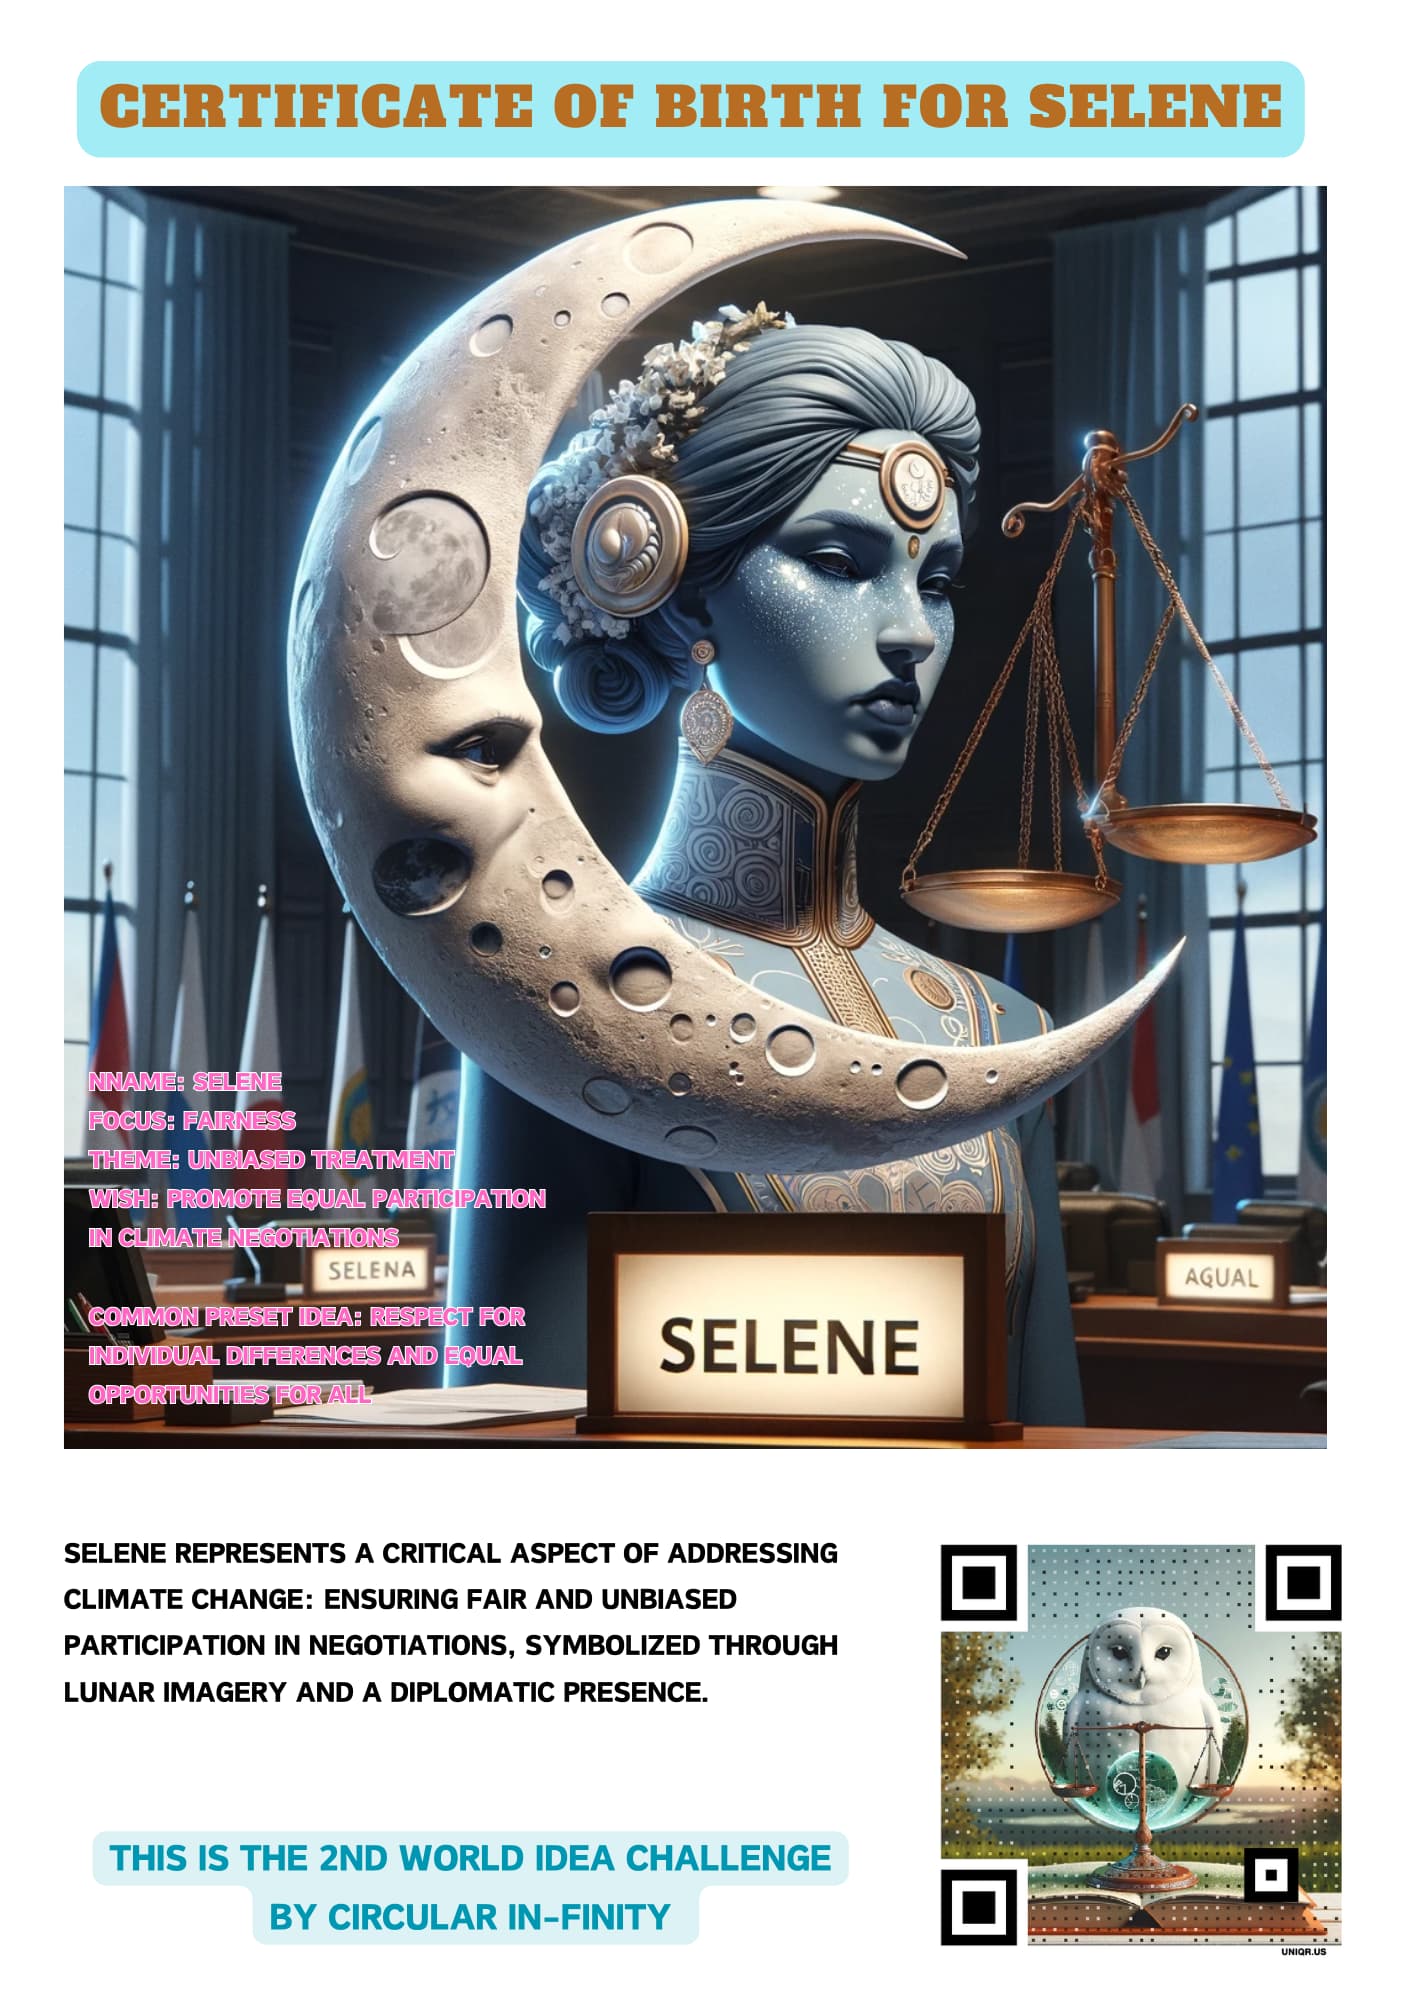 CERTIFICATE OF BIRTH FOR SELENE
NNAME: SELENE
FOCUS: FAIRNESS
THEME: UNBIASED TREATMENT
WISH: PROMOTE EQUAL PARTICIPATION
IN CLIMATE NEGOTIATIONS
SELENA
COMMON PRESET IDEA: RESPECT FOR
INDIVIDUAL DIFFERENCES AND EQUAL
OPPORTUNITIES FOR ALL
SELENE
AQUAL
SELENE REPRESENTS A CRITICAL ASPECT OF ADDRESSING
CLIMATE CHANGE: ENSURING FAIR AND UNBIASED
PARTICIPATION IN NEGOTIATIONS, SYMBOLIZED THROUGH
LUNAR IMAGERY AND A DIPLOMATIC PRESENCE.
THIS IS THE 2ND WORLD IDEA CHALLENGE
BY CIRCULAR IN-FINITY
UNIQR.US